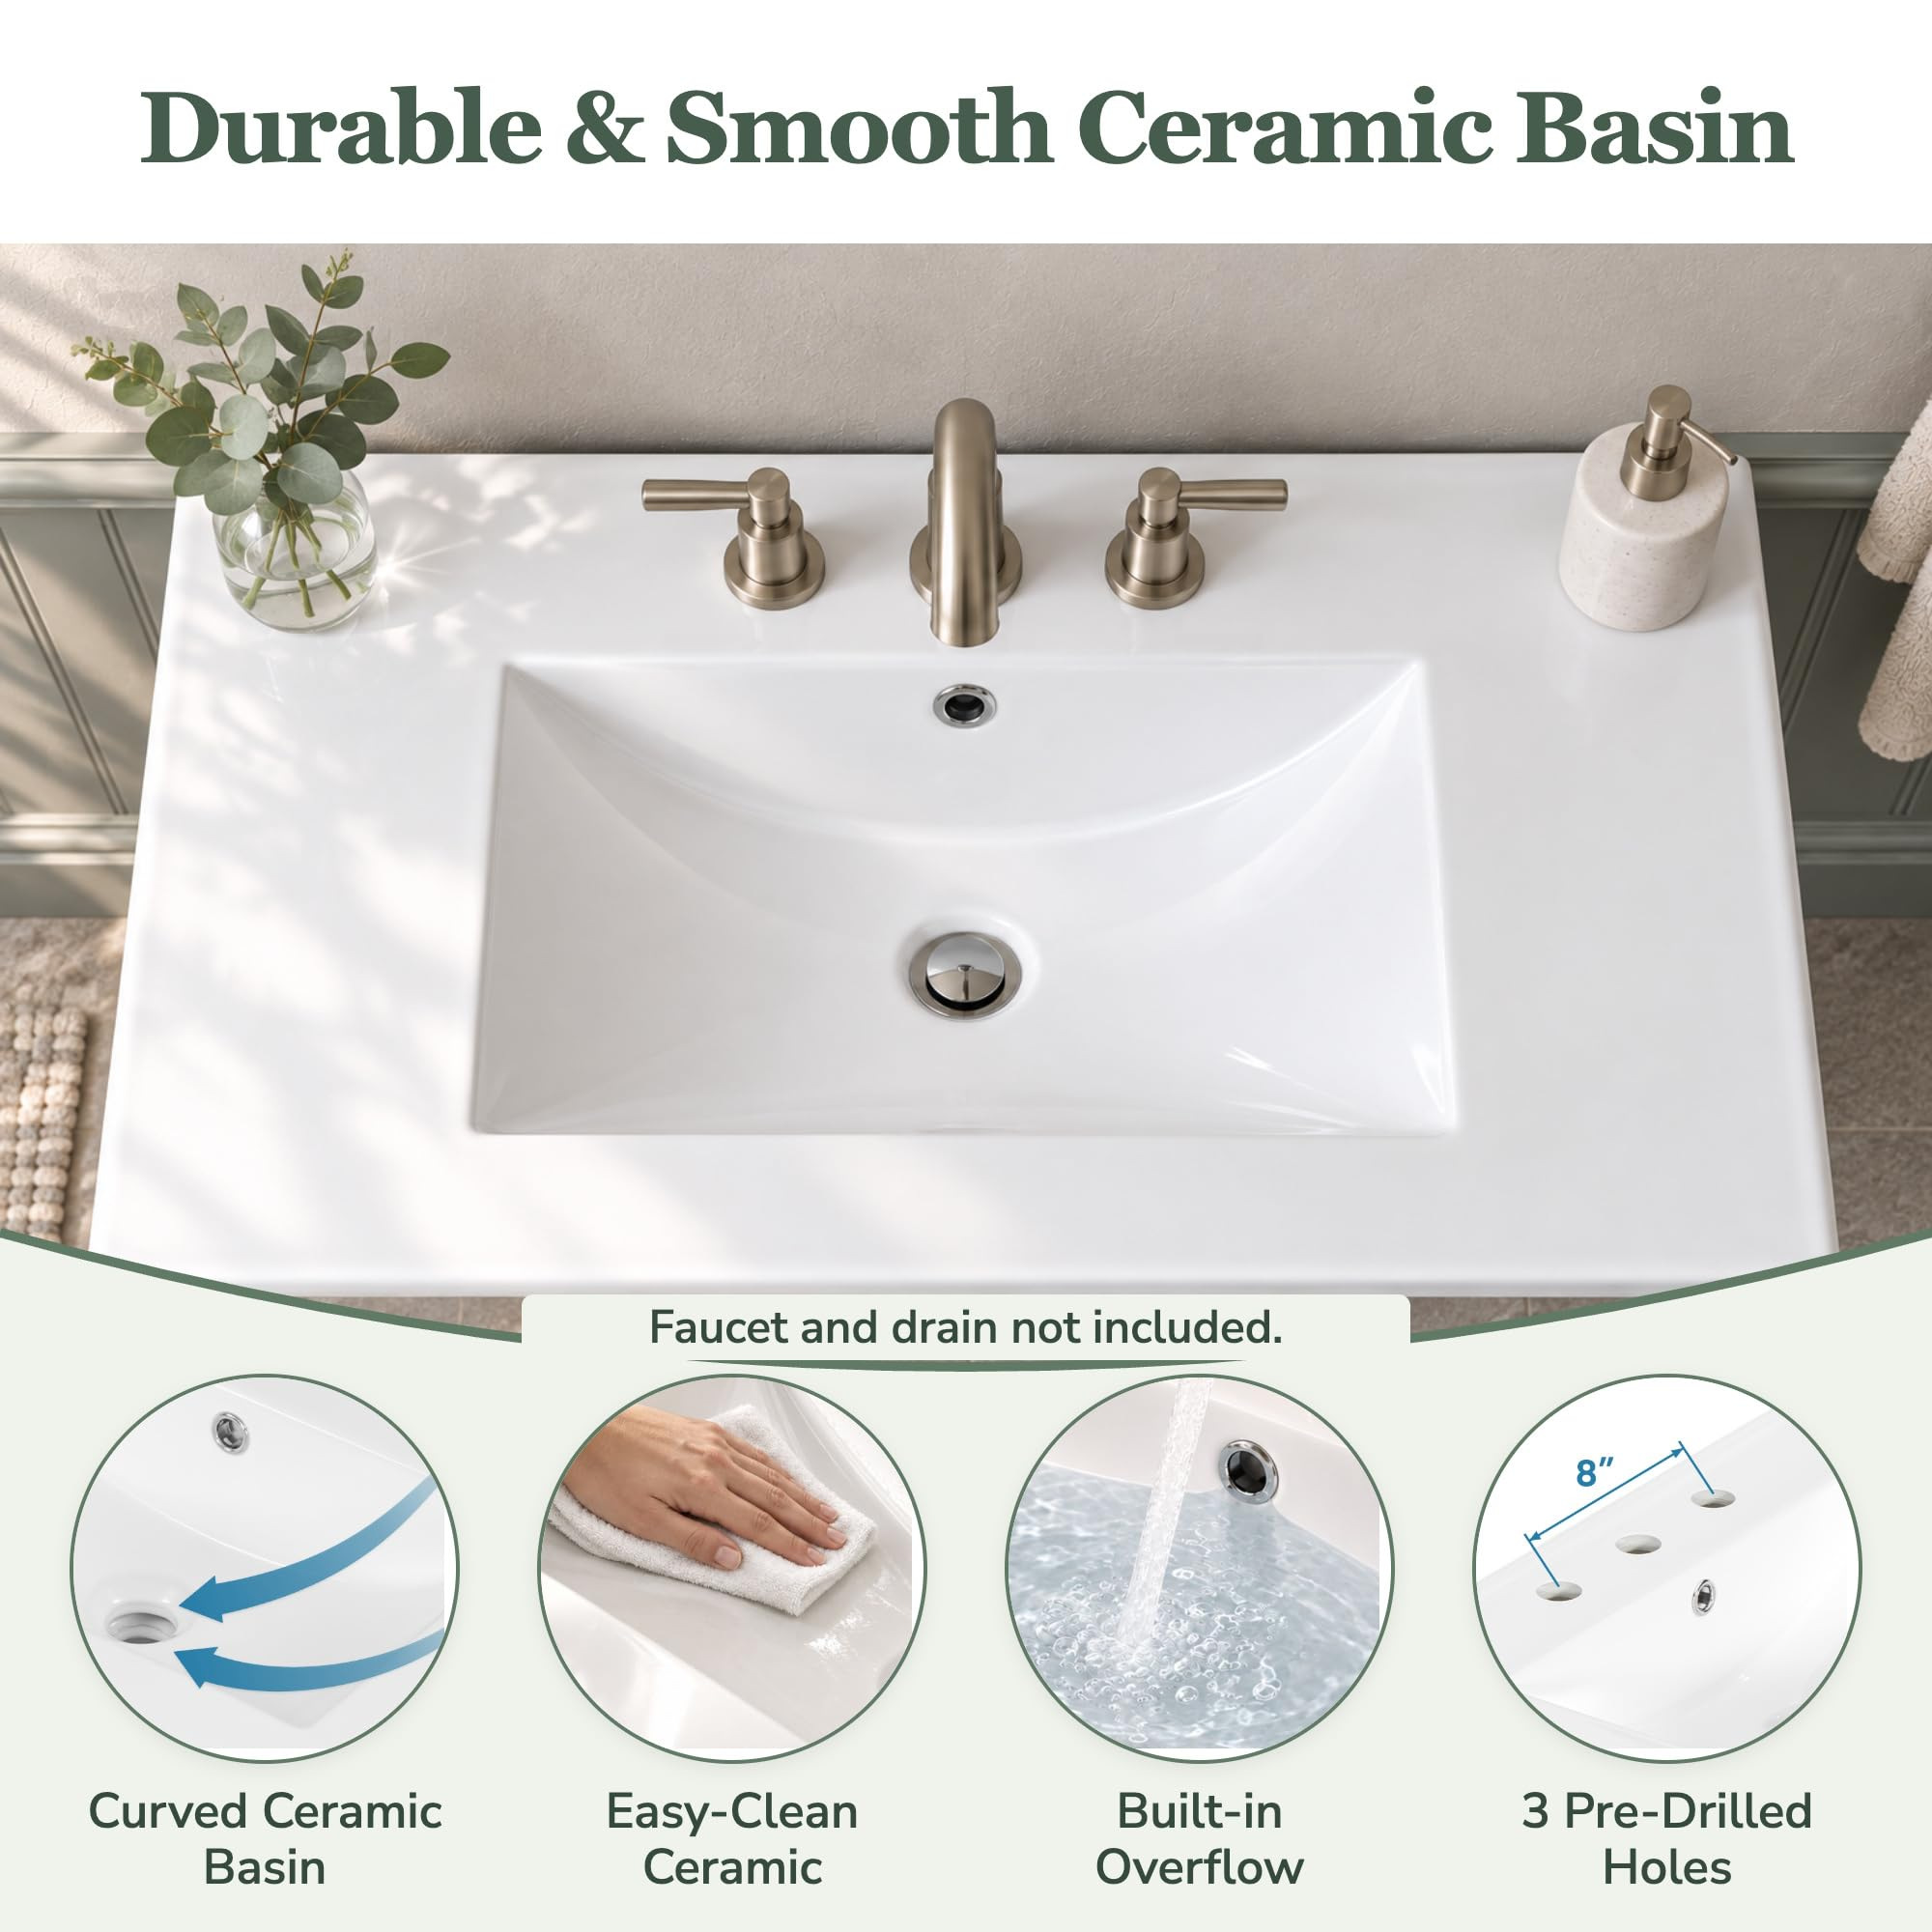 Durable & Smooth Ceramic Basin
Faucet and drain not included.
8”
Curved Ceramic
Basin
Easy-Clean
Ceramic
Built-in
Overflow
3 Pre-Drilled
Holes